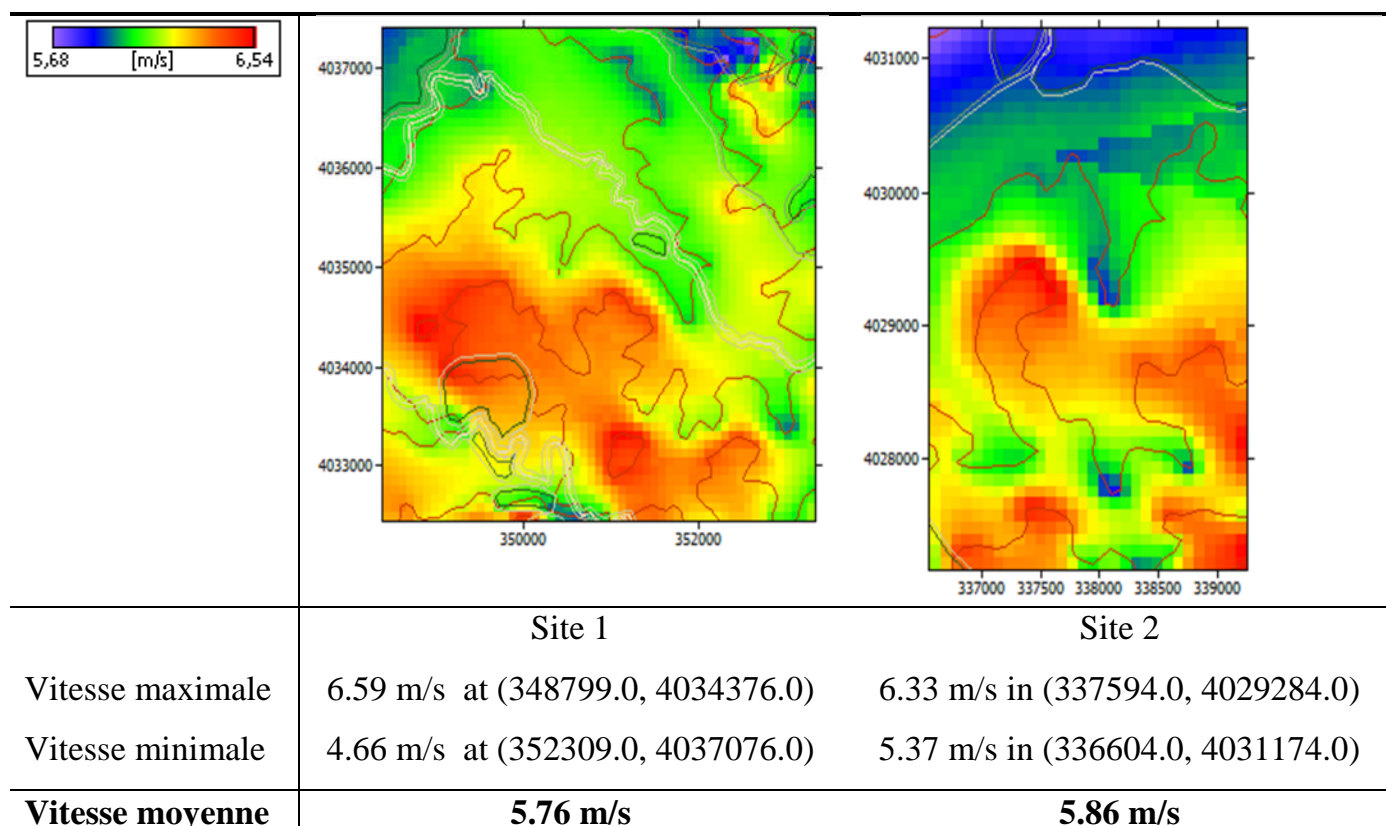 5,68 [m/s] 6,54
4037000
4036000
4035000
4034000
4033000
350000 352000
4031000
4030000
4029000
4028000
337000 337500 338000 338500 339000
Site 1 Site 2
Vitesse maximale 6.59 m/s at (348799.0, 4034376.0) 6.33 m/s in (337594.0, 4029284.0)
Vitesse minimale 4.66 m/s at (352309.0, 4037076.0) 5.37 m/s in (336604.0, 4031174.0)
Vitesse moyenne 5.76 m/s 5.86 m/s